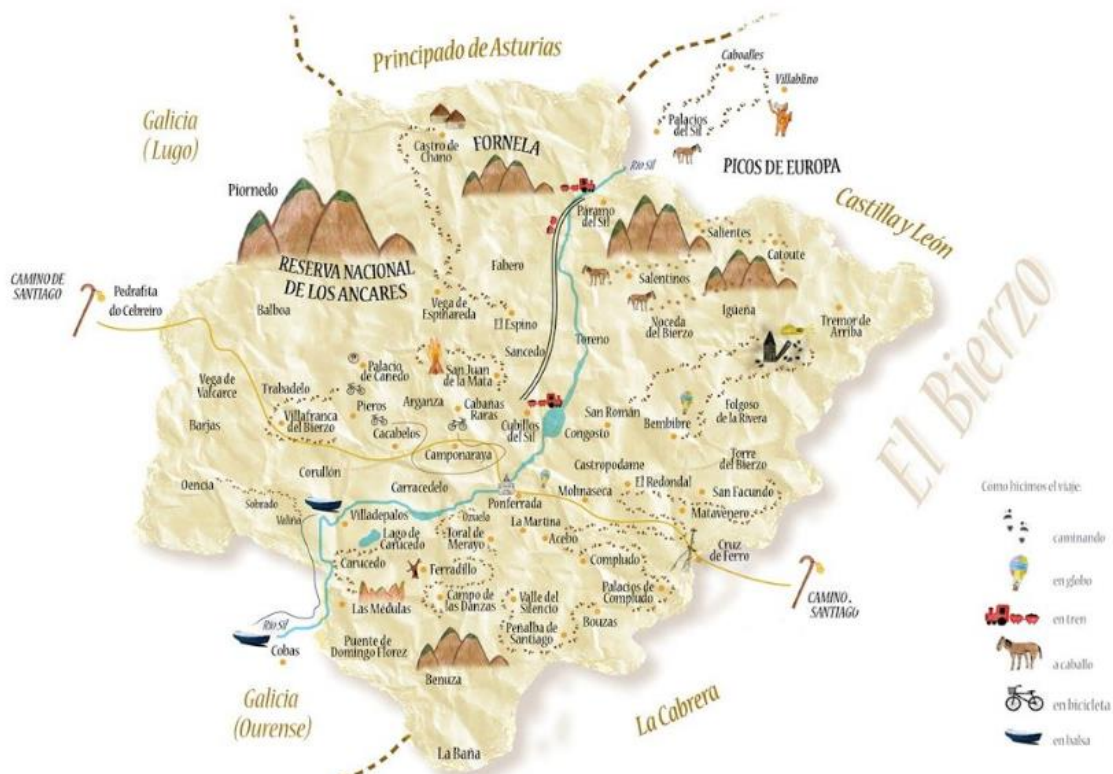 Principado de Asturias
Caboalles
Villablino
Galicia
(Lugo)
Palacios
del Sil
Castro de
Chano
FORNELA
Río Sil
PICOS DE EUROPA
Piornedo
Páramo
del Sil
Castilla y León
Salientes
Catoute
RESERVA NACIONAL
DE LOS ANCARES
Fabero
Salentinos
CAMINO DE
SANTIAGO
Pedrafita
do Cebreiro
Balboa
Vega de
Espinareda
El Espino
Noceda
del Bierzo
Igüeña
Tremor de
Arriba
Toreno
Sancedo
Palacio
de Canedo
San Juan
de la Mata
Vega de
Valcarce
Trabadelo
Arganza
Cabañas
Raras
Pieros
Villafranca
del Bierzo
Cubillos
del Sil
San Román
Congosto
Bembibre
Folgoso
de la Rivera
Barjas
Cacabelos
Camponaraya
El Bierzo
Corullón
Castropodame
Torre
del Bierzo
Oencia
Carracedelo
El Redondal
Molinaseca
San Facundo
Sobrado
Ponferrada
Matavenero
Villadepalos
Ozuela
La Martina
Lago de
Carucedo
Toral de
Merayo
Acebo
Cruz
de Ferro
Carucedo
Ferradillo
Compludo
Las Médulas
Campo de
las Danzas
Valle del
Silencio
Palacios de
Compludo
CAMINO.
SANTIAGO
Bouzas
Río Sil
Cobas
Peñalba de
Santiago
Puente de
Domingo Florez
Benuza
Galicia
(Ourense)
La Cabrera
La Baña
Como hicimos el viaje.
caminando
en globo
en tren
a caballo
en bicicleta
en balsa